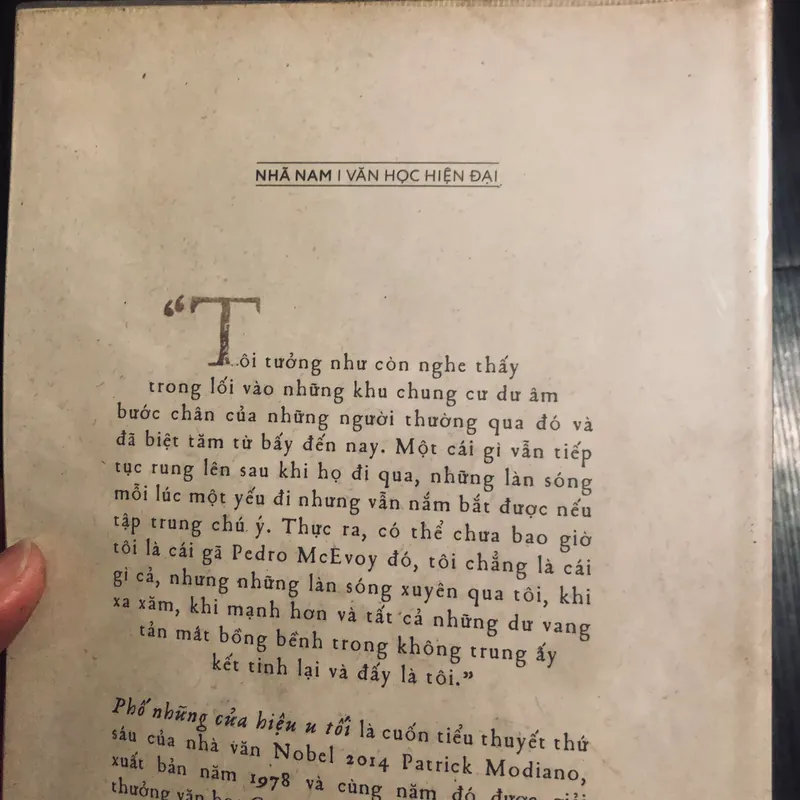 NHÃ NAM | VĂN HỌC HIỆN ĐẠI
“Tôi tưởng như còn nghe thấy
trong lối vào những khu chung cư dư âm
bước chân của những người thường qua đó và
đã biệt tăm từ bấy đến nay. Một cái gì vẫn tiếp
tục rung lên sau khi họ đi qua, những làn sóng
mỗi lúc một yếu đi nhưng vẫn nắm bắt được nếu
tập trung chú ý. Thực ra, có thể chưa bao giờ
tôi là cái gã Pedro McEvoy đó, tôi chẳng là cái
gì cả, nhưng những làn sóng xuyên qua tôi, khi
xa xăm, khi mạnh hơn và tất cả những dư vang
tản mát bồng bềnh trong không trung ấy
kết tinh lại và đấy là tôi.”
Phố những cửa hiệu u tối là cuốn tiểu thuyết thứ
sáu của nhà văn Nobel 2014 Patrick Modiano,
xuất bản năm 1978 và cùng năm đó được giải
thưởng văn